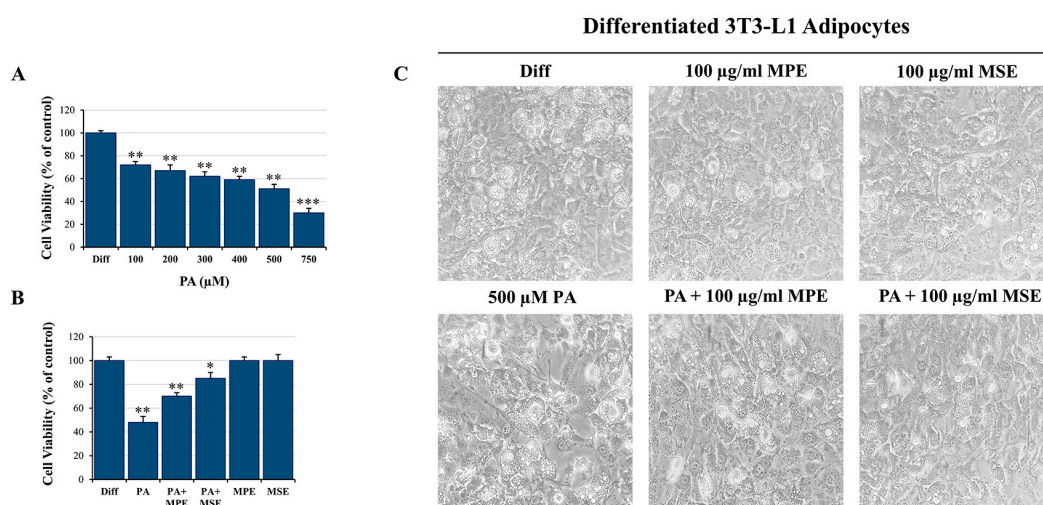 Differentiated 3T3-L1 Adipocytes
A
Cell Viability (% of control)
120
100
80
60
40
20
0
** ** ** ** ** ***
Diff 100 200 300 400 500 750
PA (µM)
B
Cell Viability (% of control)
120
100
80
60
40
20
0
** ** *
Diff PA PA+ PA+ MPE MSE
MPE MSE
C
Diff 100 µg/ml MPE 100 µg/ml MSE
500 µM PA PA + 100 µg/ml MPE PA + 100 µg/ml MSE